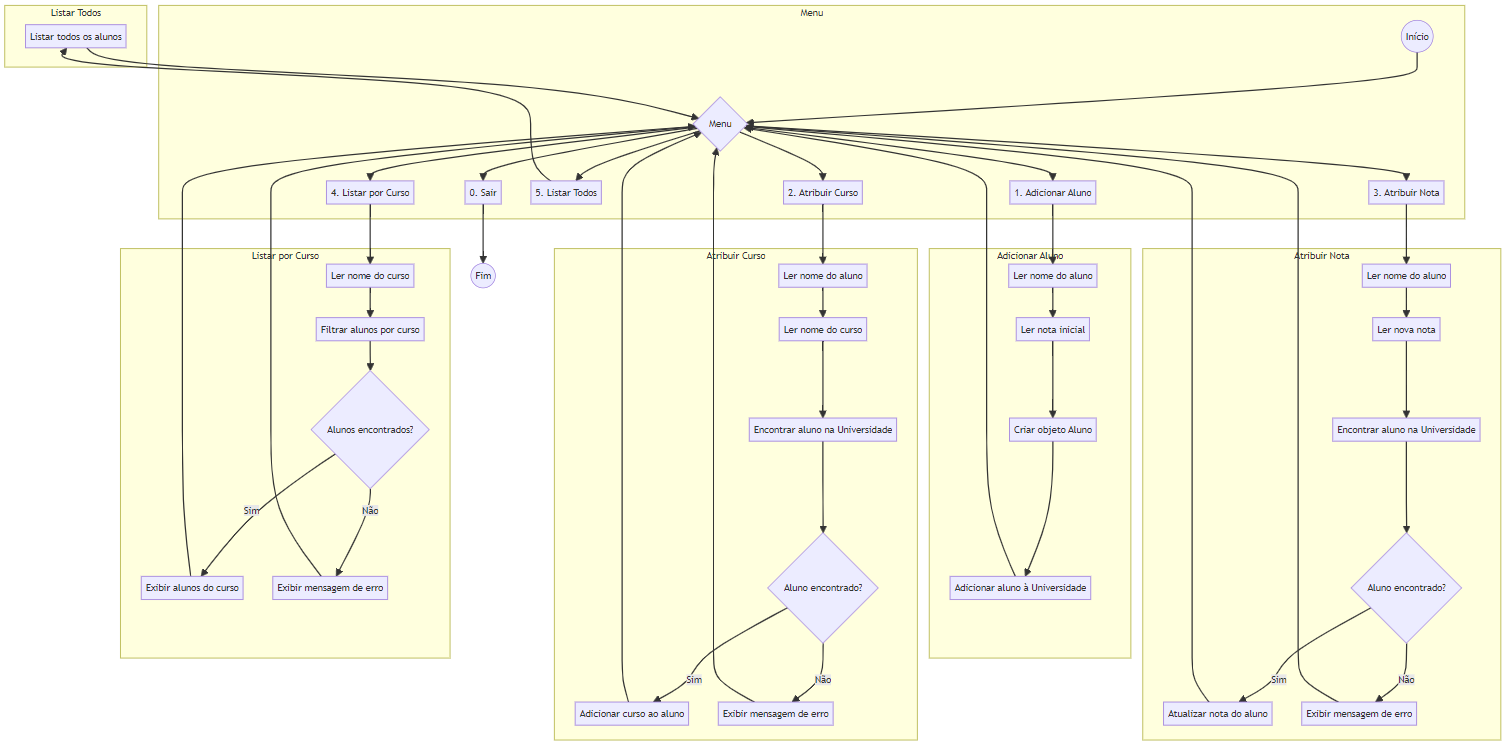 Listar Todos
Menu
Listar todos os alunos
Início
Menu
4. Listar por Curso
0. Sair
5. Listar Todos
2. Atribuir Curso
1. Adicionar Aluno
3. Atribuir Nota
Listar por Curso
Atribuir Curso
Adicionar Aluno
Atribuir Nota
Ler nome do curso
Fim
Ler nome do aluno
Ler nome do aluno
Ler nome do aluno
Filtrar alunos por curso
Ler nome do curso
Ler nota inicial
Ler nova nota
Alunos encontrados?
Encontrar aluno na Universidade
Criar objeto Aluno
Encontrar aluno na Universidade
Sim
Não
Exibir alunos do curso
Exibir mensagem de erro
Aluno encontrado?
Adicionar aluno à Universidade
Aluno encontrado?
Sim
Não
Sim
Não
Adicionar curso ao aluno
Exibir mensagem de erro
Atualizar nota do aluno
Exibir mensagem de erro